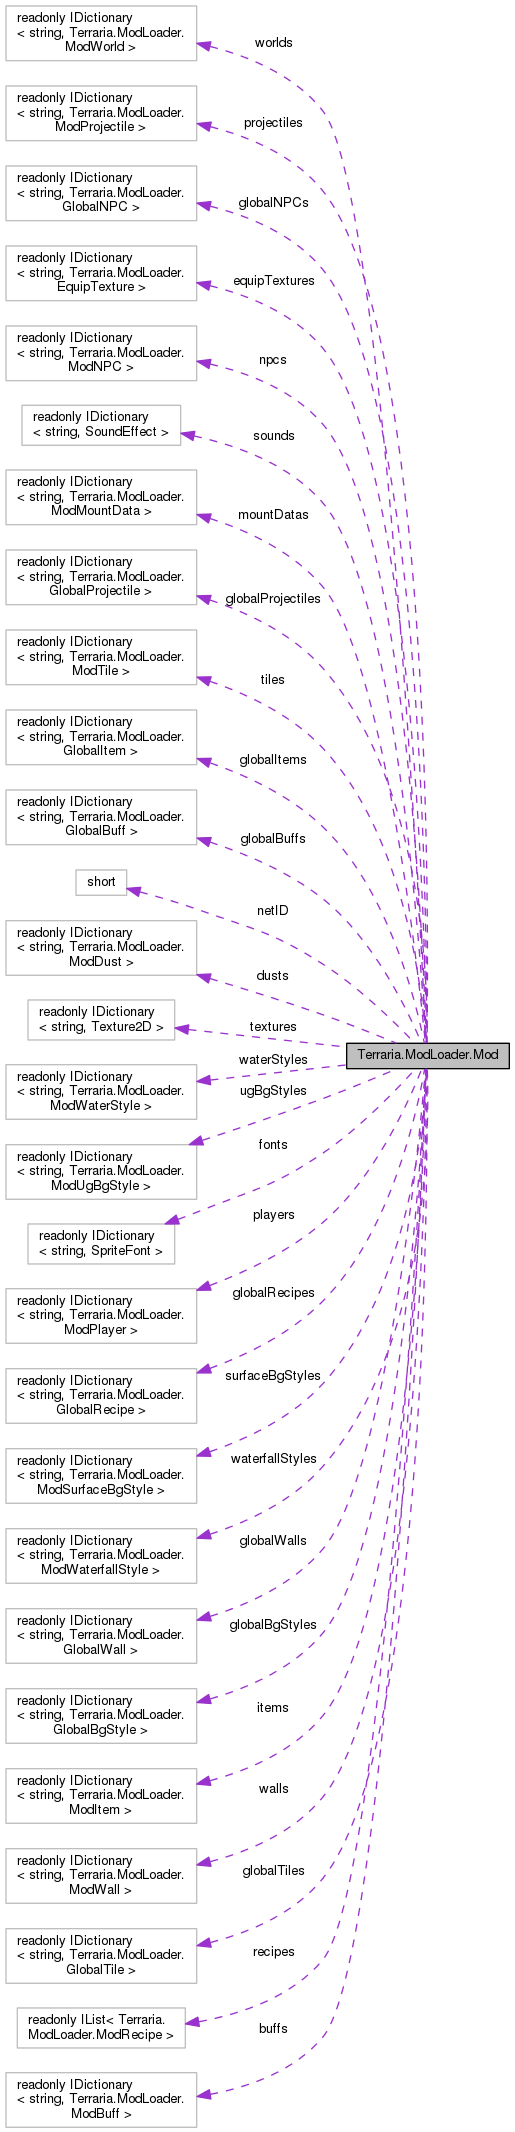 readonly IDictionary
< string, Terraria.ModLoader.
ModWorld >
worlds
readonly IDictionary
< string, Terraria.ModLoader.
ModProjectile >
projectiles
readonly IDictionary
< string, Terraria.ModLoader.
GlobalNPC >
globalNPCs
readonly IDictionary
< string, Terraria.ModLoader.
EquipTexture >
equipTextures
readonly IDictionary
< string, Terraria.ModLoader.
ModNPC >
npcs
readonly IDictionary
< string, SoundEffect >
sounds
readonly IDictionary
< string, Terraria.ModLoader.
ModMountData >
mountDatas
readonly IDictionary
< string, Terraria.ModLoader.
GlobalProjectile >
globalProjectiles
readonly IDictionary
< string, Terraria.ModLoader.
ModTile >
tiles
readonly IDictionary
< string, Terraria.ModLoader.
GlobalItem >
globalItems
readonly IDictionary
< string, Terraria.ModLoader.
GlobalBuff >
globalBuffs
short
netID
readonly IDictionary
< string, Terraria.ModLoader.
ModDust >
dusts
readonly IDictionary
< string, Texture2D >
textures
Terraria.ModLoader.Mod
readonly IDictionary
< string, Terraria.ModLoader.
ModWaterStyle >
waterStyles
readonly IDictionary
< string, Terraria.ModLoader.
ModUgBgStyle >
ugBgStyles
readonly IDictionary
< string, SpriteFont >
fonts
readonly IDictionary
< string, Terraria.ModLoader.
ModPlayer >
players
readonly IDictionary
< string, Terraria.ModLoader.
GlobalRecipe >
globalRecipes
readonly IDictionary
< string, Terraria.ModLoader.
ModSurfaceBgStyle >
surfaceBgStyles
readonly IDictionary
< string, Terraria.ModLoader.
ModWaterfallStyle >
waterfallStyles
readonly IDictionary
< string, Terraria.ModLoader.
GlobalWall >
globalWalls
readonly IDictionary
< string, Terraria.ModLoader.
GlobalBgStyle >
globalBgStyles
readonly IDictionary
< string, Terraria.ModLoader.
ModItem >
items
readonly IDictionary
< string, Terraria.ModLoader.
ModWall >
walls
readonly IDictionary
< string, Terraria.ModLoader.
GlobalTile >
globalTiles
readonly IList< Terraria.
ModLoader.ModRecipe >
recipes
readonly IDictionary
< string, Terraria.ModLoader.
ModBuff >
buffs